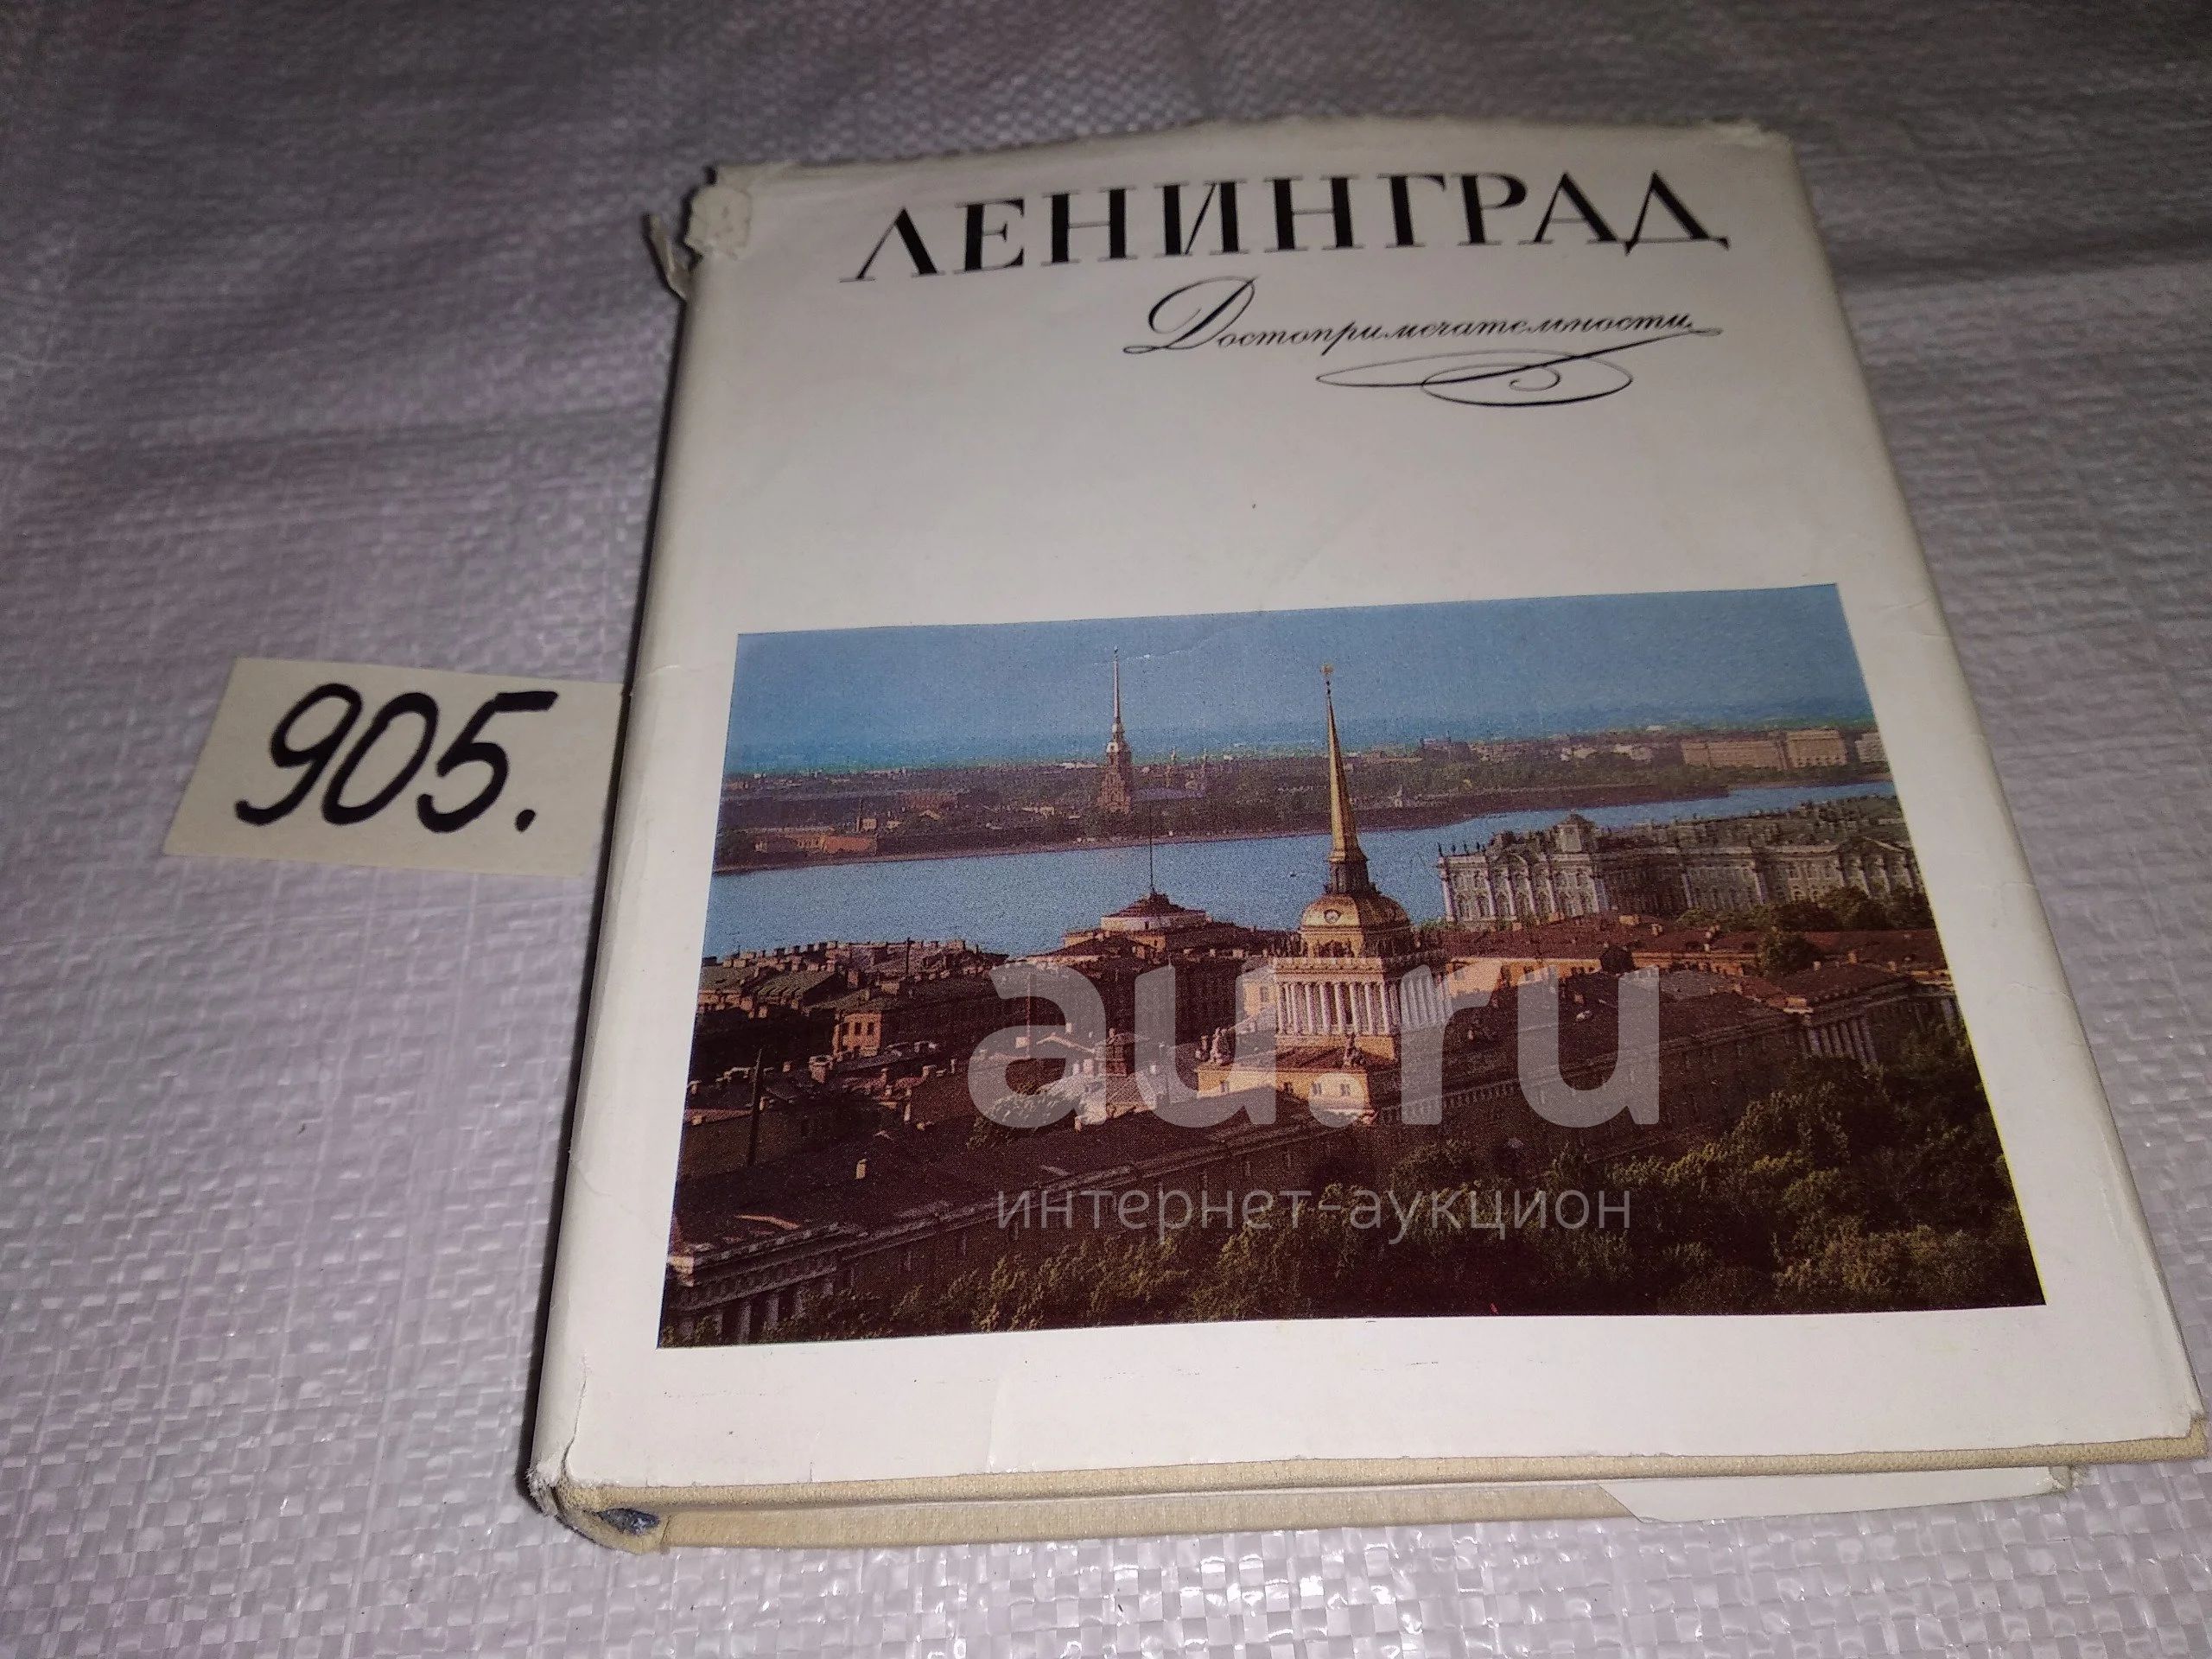 ЛЕНИНГРАД
Достопримечательности
905.
au.ru
интернет-аукцион